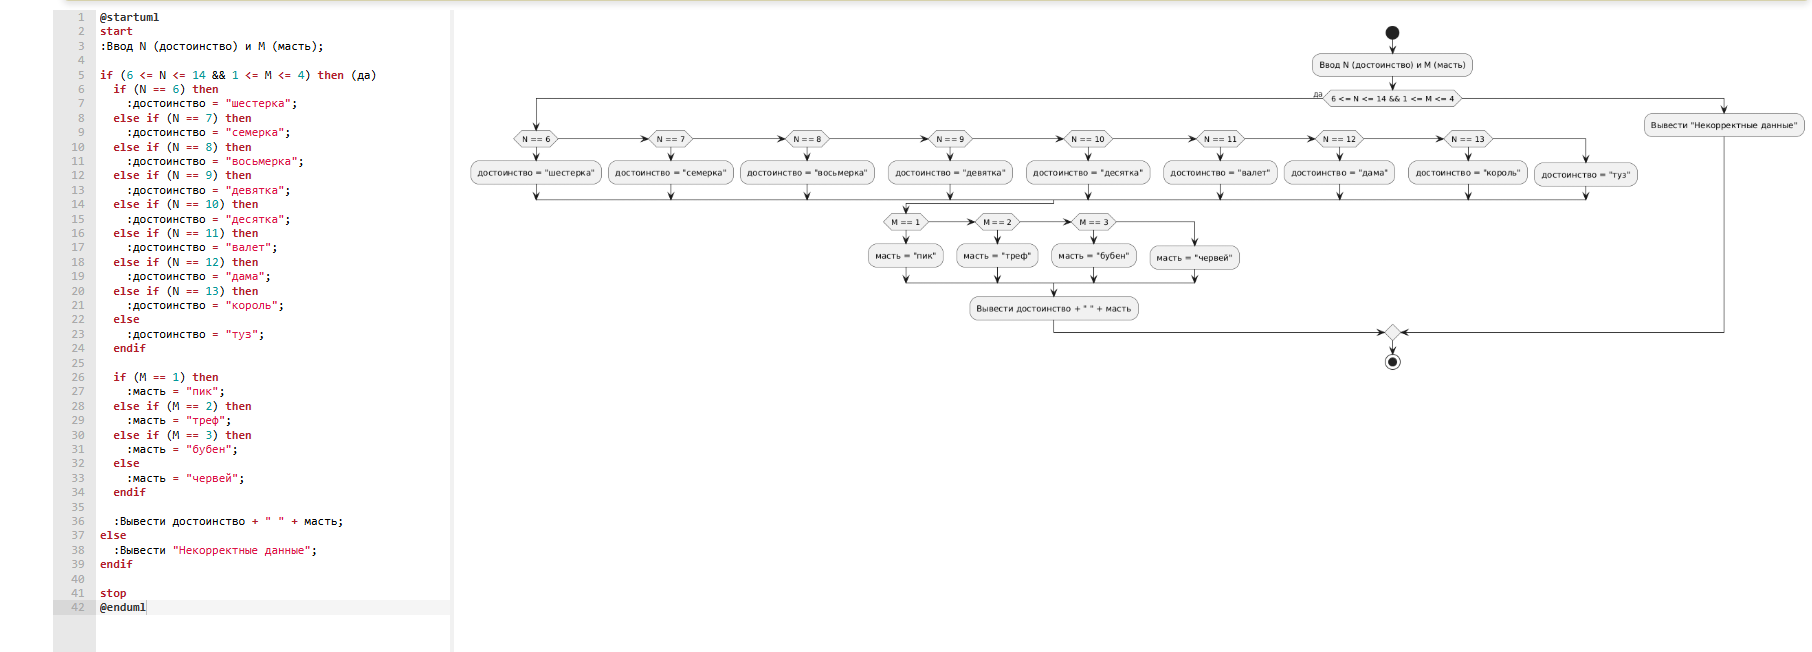 1 @startuml
2 start
3 :Ввод N (достоинство) и M (масть);
4
5 if (6 <= N <= 14 && 1 <= M <= 4) then (да)
6 if (N == 6) then
7 :достоинство = "шестерка";
8 else if (N == 7) then
9 :достоинство = "семерка";
10 else if (N == 8) then
11 :достоинство = "восьмерка";
12 else if (N == 9) then
13 :достоинство = "девятка";
14 else if (N == 10) then
15 :достоинство = "десятка";
16 else if (N == 11) then
17 :достоинство = "валет";
18 else if (N == 12) then
19 :достоинство = "дама";
20 else if (N == 13) then
21 :достоинство = "король";
22 else
23 :достоинство = "туз";
24 endif
25
26 if (M == 1) then
27 :масть = "пик";
28 else if (M == 2) then
29 :масть = "треф";
30 else if (M == 3) then
31 :масть = "бубен";
32 else
33 :масть = "червей";
34 endif
35
36 :Вывести достоинство + " " + масть;
37 else
38 :Вывести "Некорректные данные";
39 endif
40
41 stop
42 @enduml
Ввод N (достоинство) и M (масть)
да
6 <= N <= 14 && 1 <= M <= 4
Вывести "Некорректные данные"
N == 6 N == 7 N == 8 N == 9 N == 10 N == 11 N == 12 N == 13
достоинство = "шестерка" достоинство = "семерка" достоинство = "восьмерка" достоинство = "девятка" достоинство = "десятка" достоинство = "валет" достоинство = "дама" достоинство = "король" достоинство = "туз"
M == 1 M == 2 M == 3
масть = "пик" масть = "треф" масть = "бубен" масть = "червей"
Вывести достоинство + " " + масть